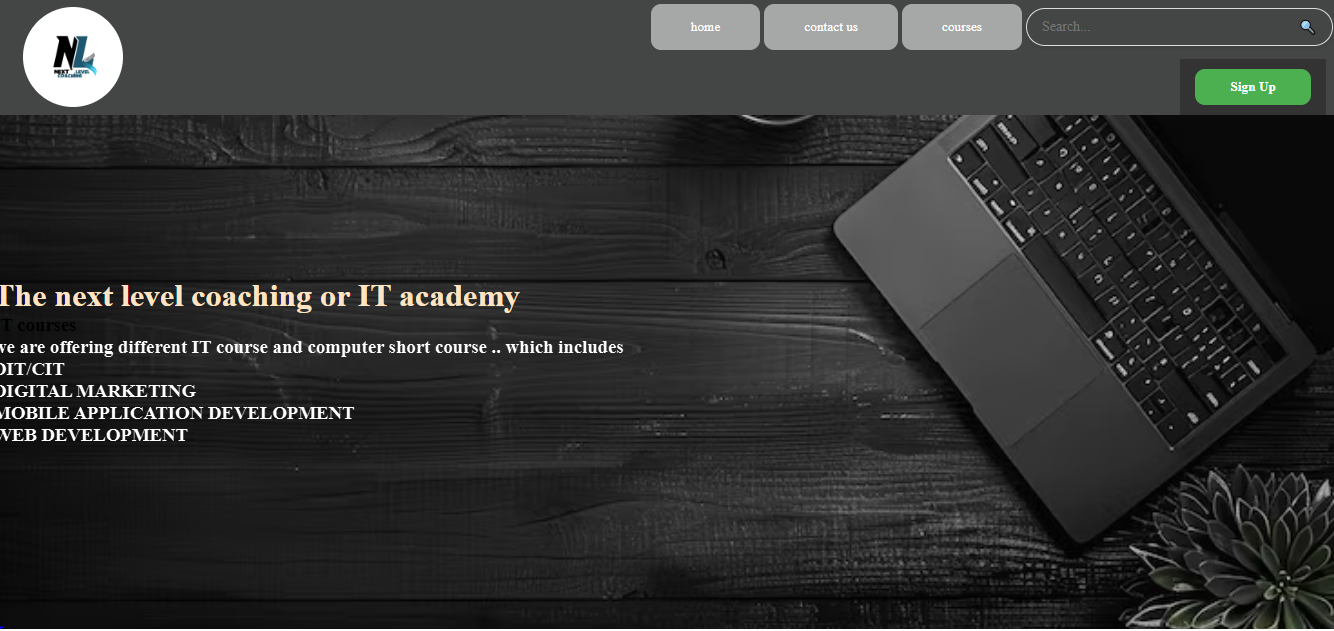 NL
NEXT LEVEL
COACHING
home
contact us
courses
Search...
Sign Up
The next level coaching or IT academy
IT courses
we are offering different IT course and computer short course .. which includes
DIT/CIT
DIGITAL MARKETING
MOBILE APPLICATION DEVELOPMENT
WEB DEVELOPMENT